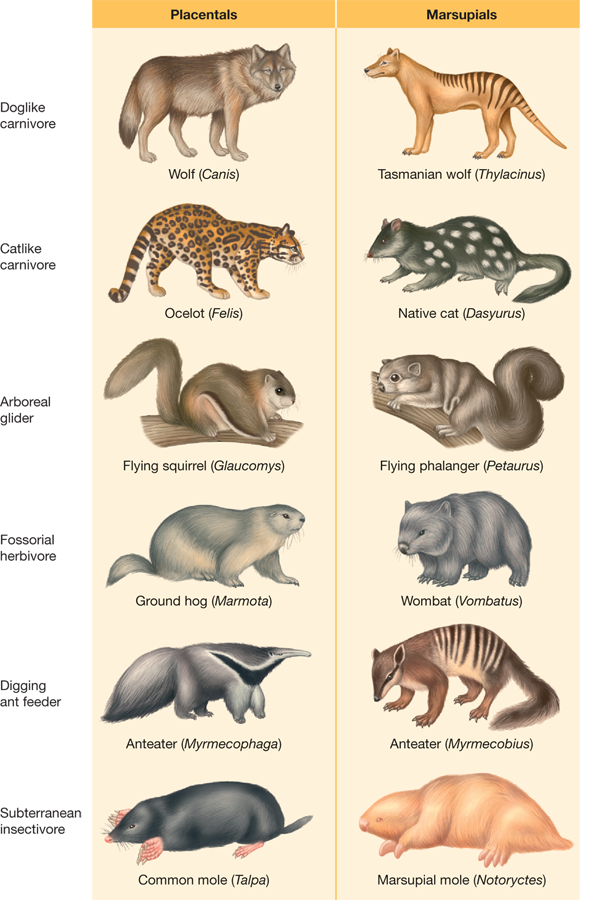 Placentals
Marsupials
Doglike
carnivore
Wolf (Canis)
Tasmanian wolf (Thylacinus)
Catlike
carnivore
Ocelot (Felis)
Native cat (Dasyurus)
Arboreal
glider
Flying squirrel (Glaucomys)
Flying phalanger (Petaurus)
Fossorial
herbivore
Ground hog (Marmota)
Wombat (Vombatus)
Digging
ant feeder
Anteater (Myrmecophaga)
Anteater (Myrmecobius)
Subterranean
insectivore
Common mole (Talpa)
Marsupial mole (Notoryctes)